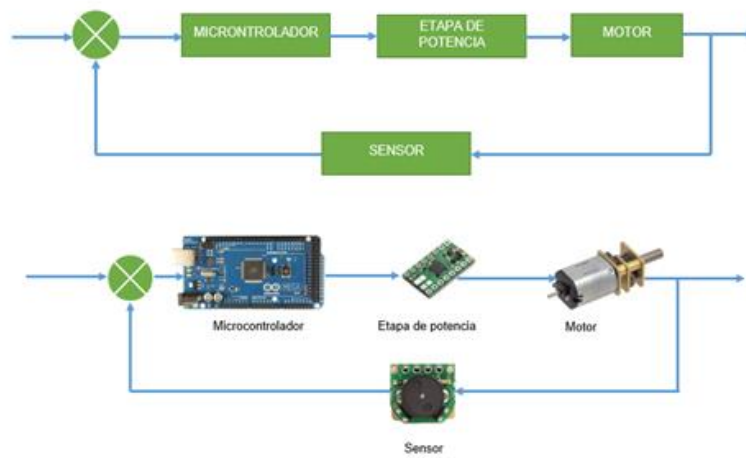 MICRONTROLADOR
ETAPA DE
POTENCIA
MOTOR
SENSOR
Microcontrolador
Etapa de potencia
Motor
Sensor